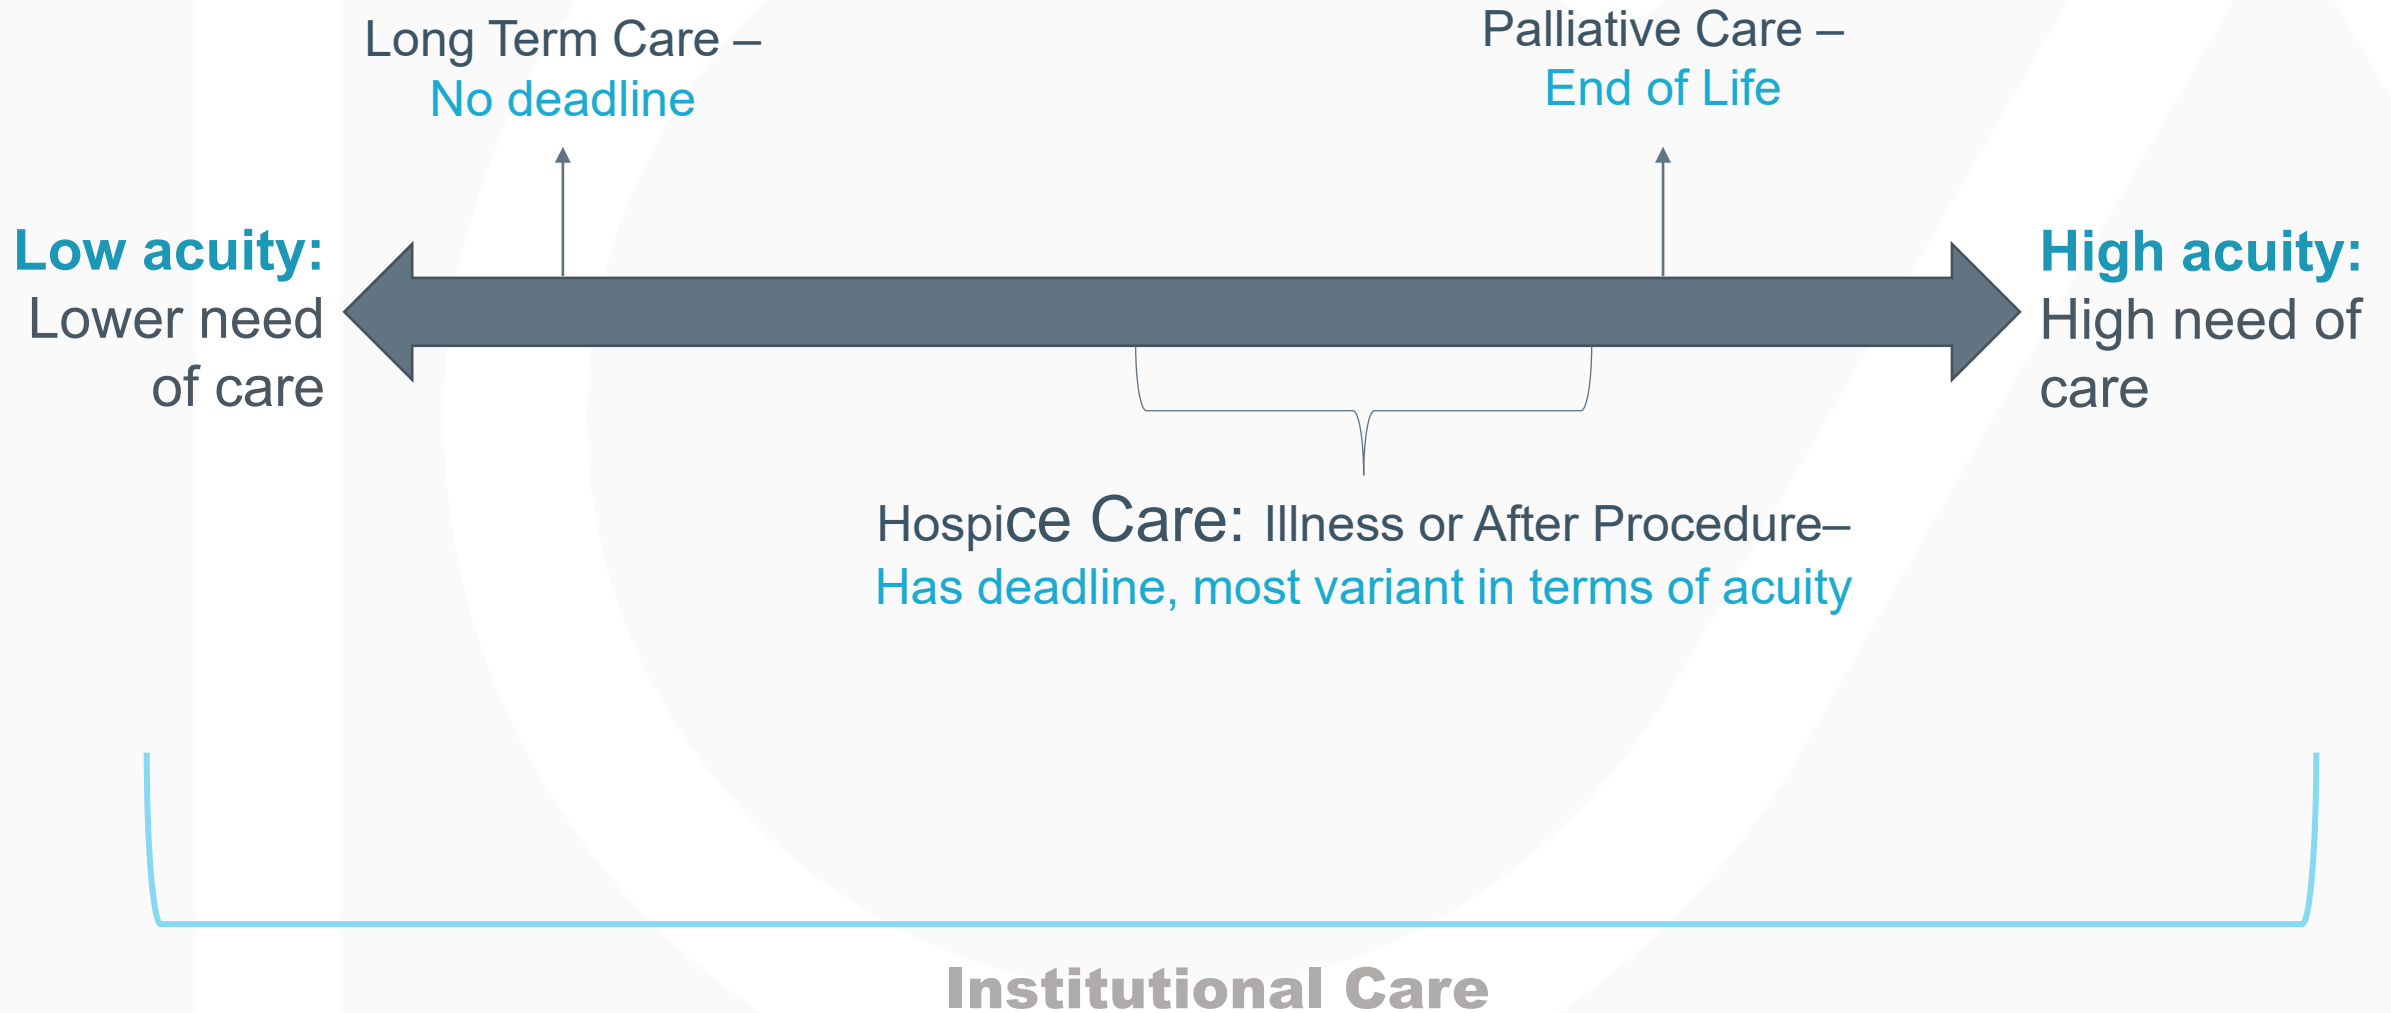 Long Term Care –
No deadline
Palliative Care –
End of Life
Low acuity:
Lower need
of care
High acuity:
High need of
care
Hospice Care: Illness or After Procedure–
Has deadline, most variant in terms of acuity
Institutional Care